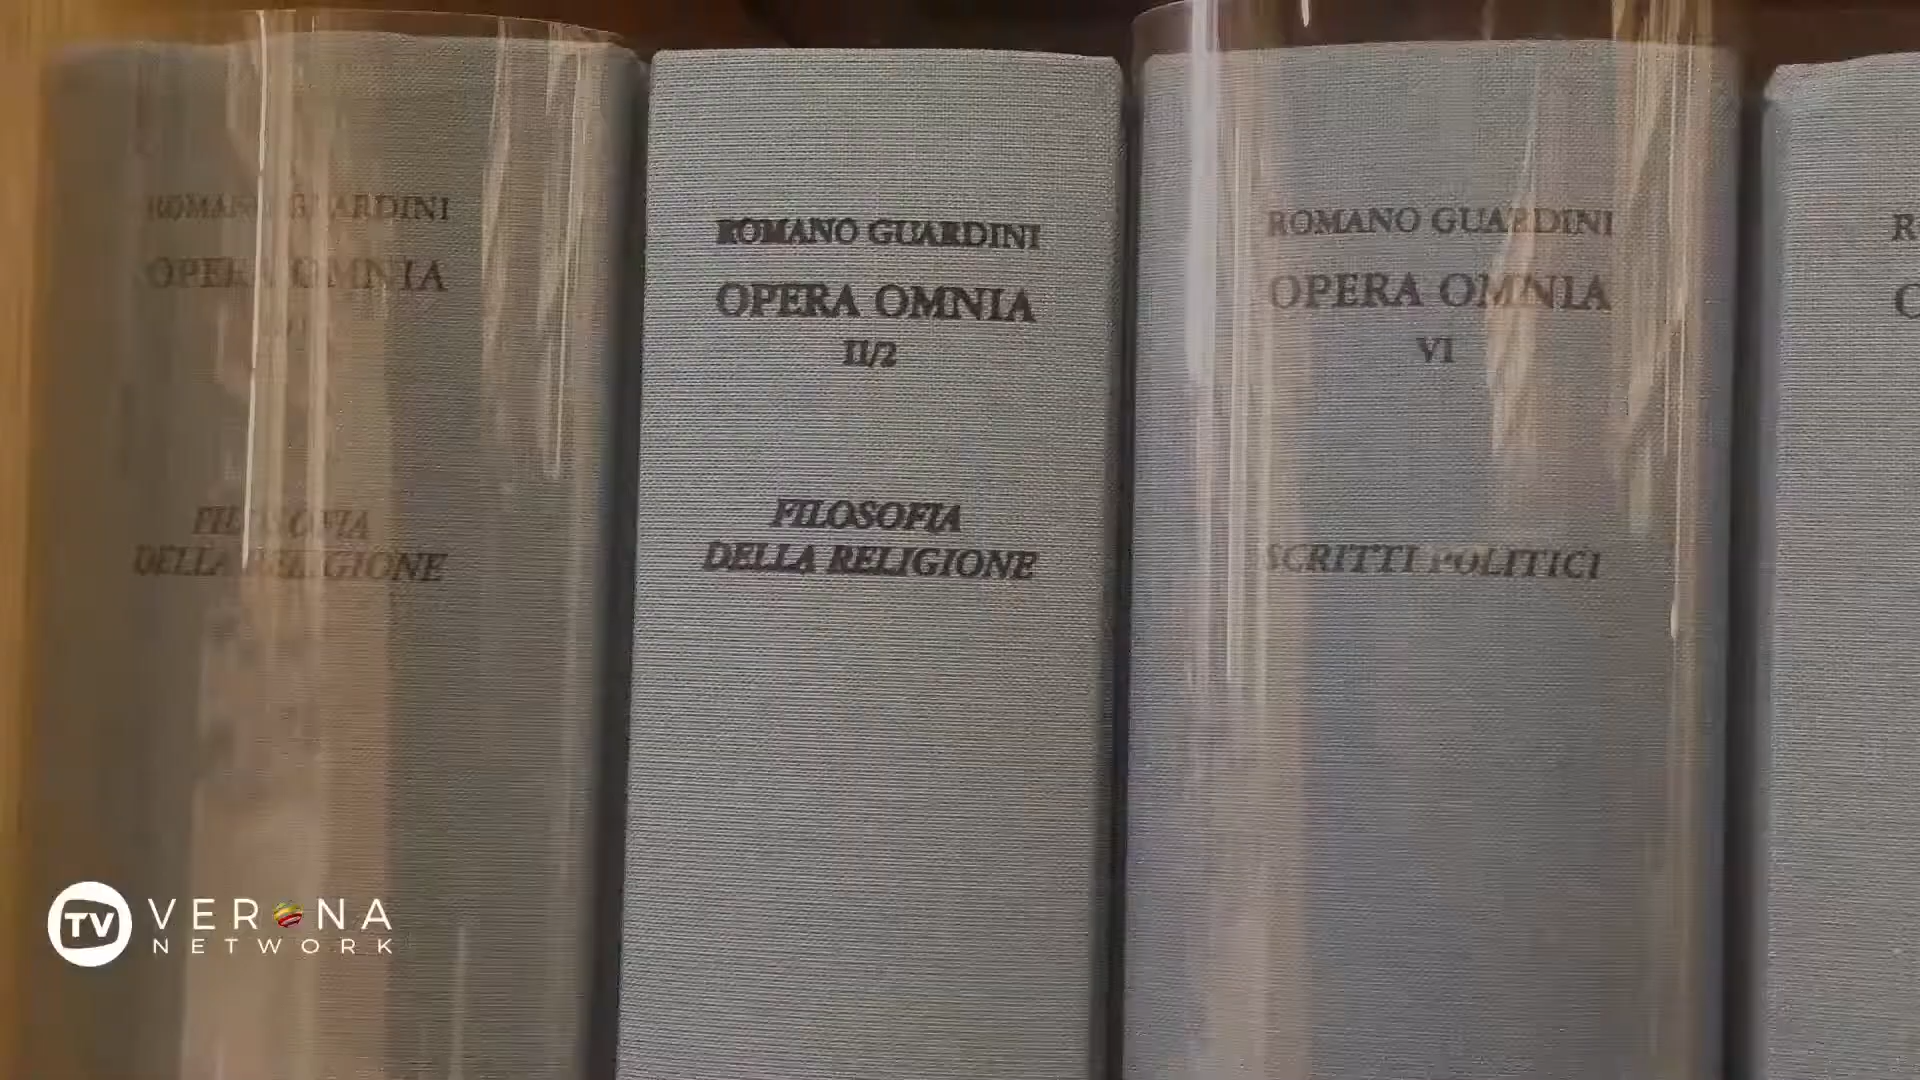 ROMANO GUARDINI
OPERA OMNIA
FILOSOFIA
DELLA RELIGIONE
ROMANO GUARDINI
OPERA OMNIA
II/2
FILOSOFIA
DELLA RELIGIONE
ROMANO GUARDINI
OPERA OMNIA
VI
SCRITTI POLITICI
TV VERONA
NETWORK